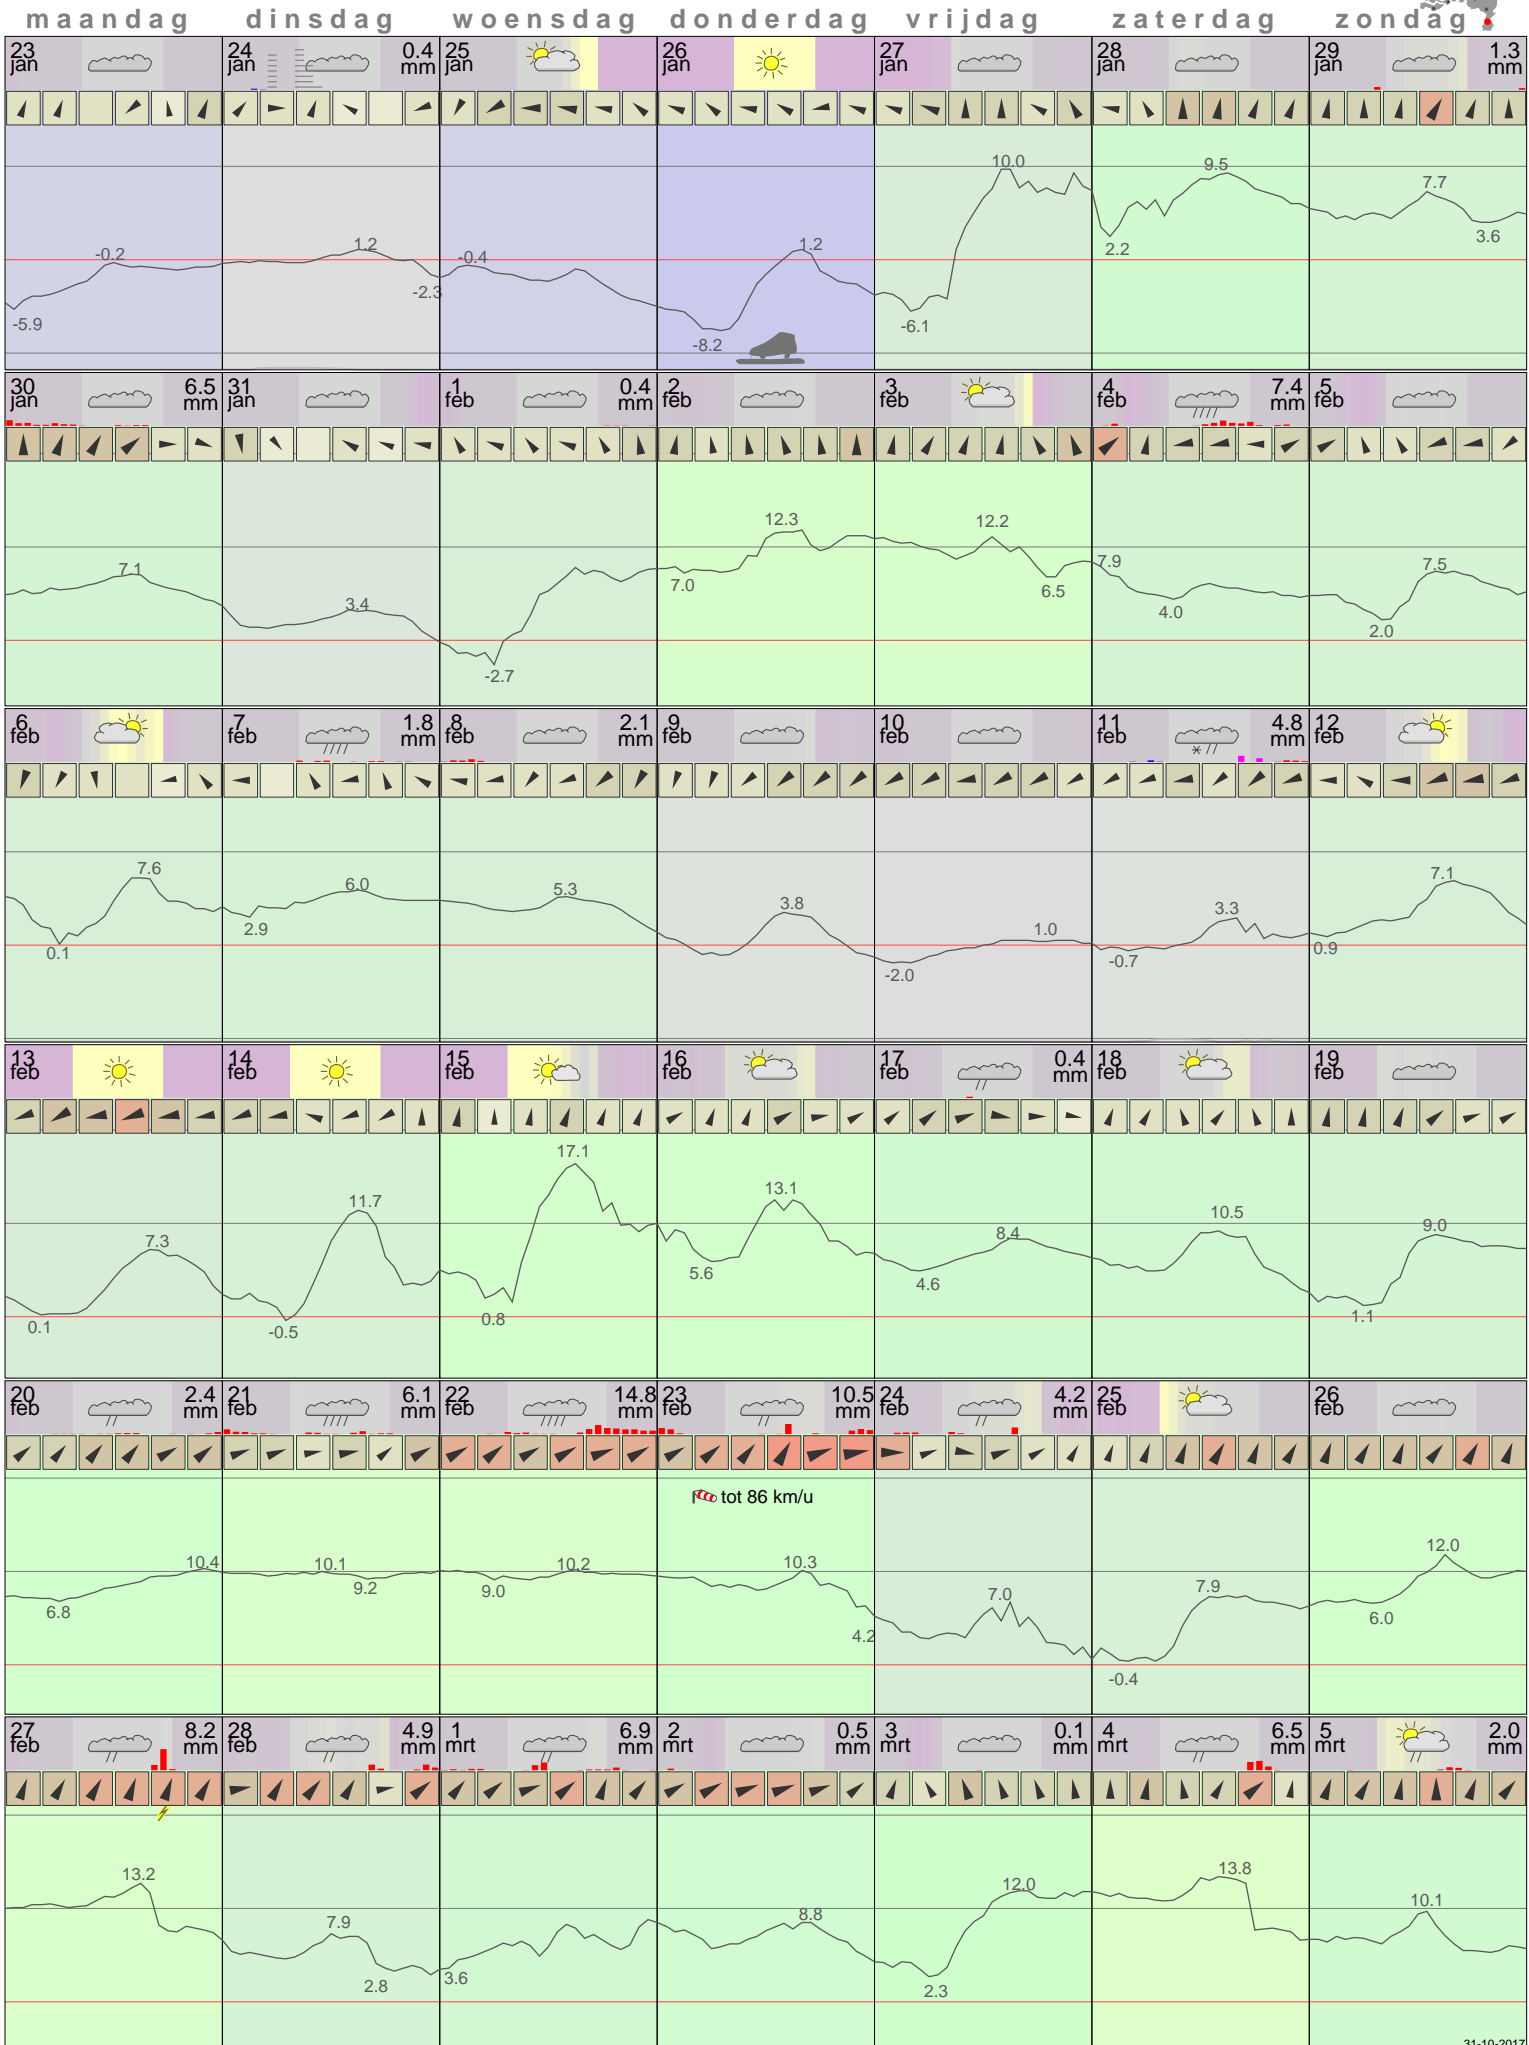 maandag dinsdag woensdag donderdag vrijdag zaterdag zondag
23 24 0.4 25 26 27 28 29 1.3
jan jan mm jan jan jan jan jan mm
10.0 9.5 7.7
-0.2 1.2 -0.4 1.2 2.2 3.6
-5.9 -2.3 -8.2 -6.1
30 6.5 31 1 0.4 2 3 4 7.4 5
jan mm jan feb mm feb feb feb mm feb
12.3 12.2
7.1 3.4 7.0 6.5 7.9 4.0 7.5
-2.7 2.0
6 7 1.8 8 2.1 9 10 11 4.8 12
feb feb mm feb mm feb feb feb mm feb
7.6 6.0 5.3 3.8 1.0 3.3 7.1
0.1 2.9 -2.0 -0.7 0.9
13 14 15 16 17 0.4 18 19
feb feb feb feb feb mm feb feb
7.3 11.7 17.1 13.1 8.4 10.5 9.0
0.1 -0.5 0.8 5.6 4.6 1.1
20 2.4 21 6.1 22 14.8 23 10.5 24 4.2 25 26
feb mm feb mm feb mm feb mm feb mm feb feb
tot 86 km/u
10.4 10.1 10.2 10.3 7.0 7.9 12.0
6.8 9.2 9.0 4.2 -0.4 6.0
27 8.2 28 4.9 1 6.9 2 0.5 3 0.1 4 6.5 5 2.0
feb mm feb mm mrt mm mrt mm mrt mm mrt mm mrt mm
13.2 7.9 8.8 12.0 13.8 10.1
2.8 3.6 2.3
31-10-2017